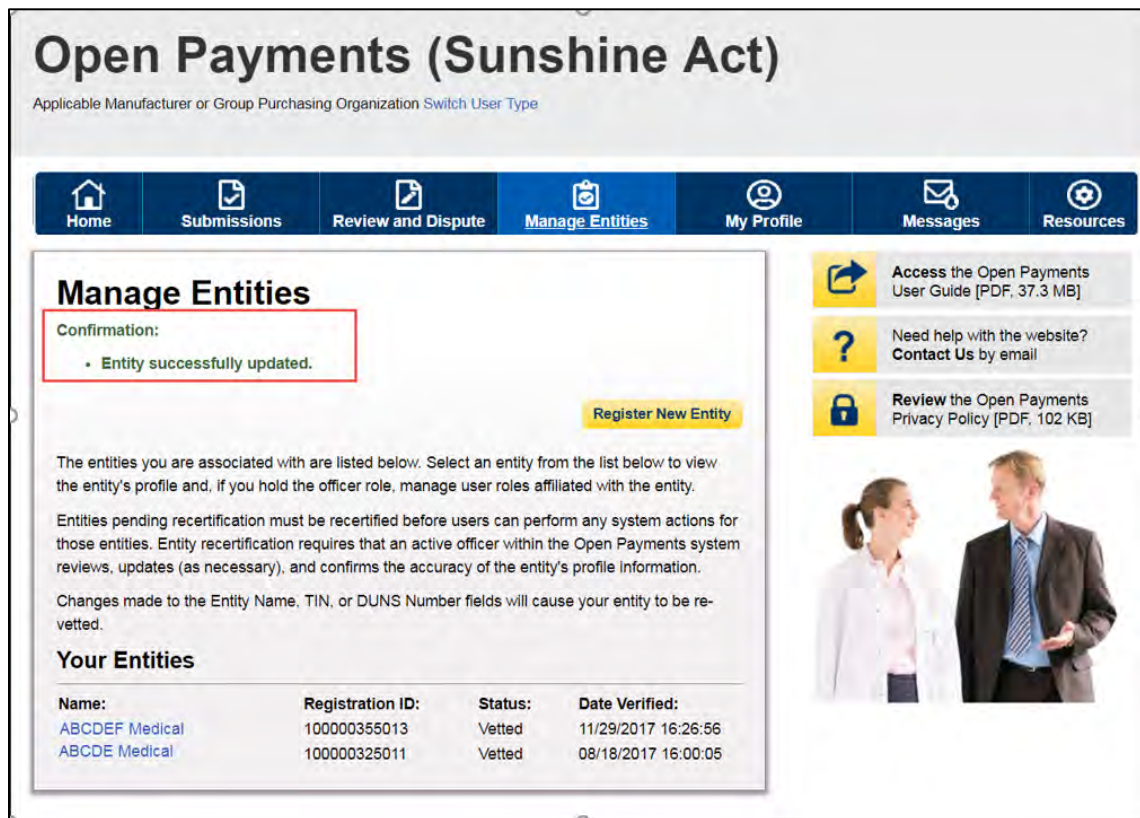 Open Payments (Sunshine Act)
Applicable Manufacturer or Group Purchasing Organization Switch User Type
Home
Submissions
Review and Dispute
Manage Entities
My Profile
Messages
Resources
Manage Entities
Confirmation:
• Entity successfully updated.
Register New Entity
The entities you are associated with are listed below. Select an entity from the list below to view
the entity's profile and, if you hold the officer role, manage user roles affiliated with the entity.
Entities pending recertification must be recertified before users can perform any system actions for
those entities. Entity recertification requires that an active officer within the Open Payments system
reviews, updates (as necessary), and confirms the accuracy of the entity's profile information.
Changes made to the Entity Name, TIN, or DUNS Number fields will cause your entity to be re-
vetted.
Your Entities
Name: Registration ID: Status: Date Verified:
ABCDEF Medical 100000355013 Vetted 11/29/2017 16:26:56
ABCDE Medical 100000325011 Vetted 08/18/2017 16:00:05
Access the Open Payments
User Guide [PDF, 37.3 MB]
?
Need help with the website?
Contact Us by email
Review the Open Payments
Privacy Policy [PDF, 102 KB]